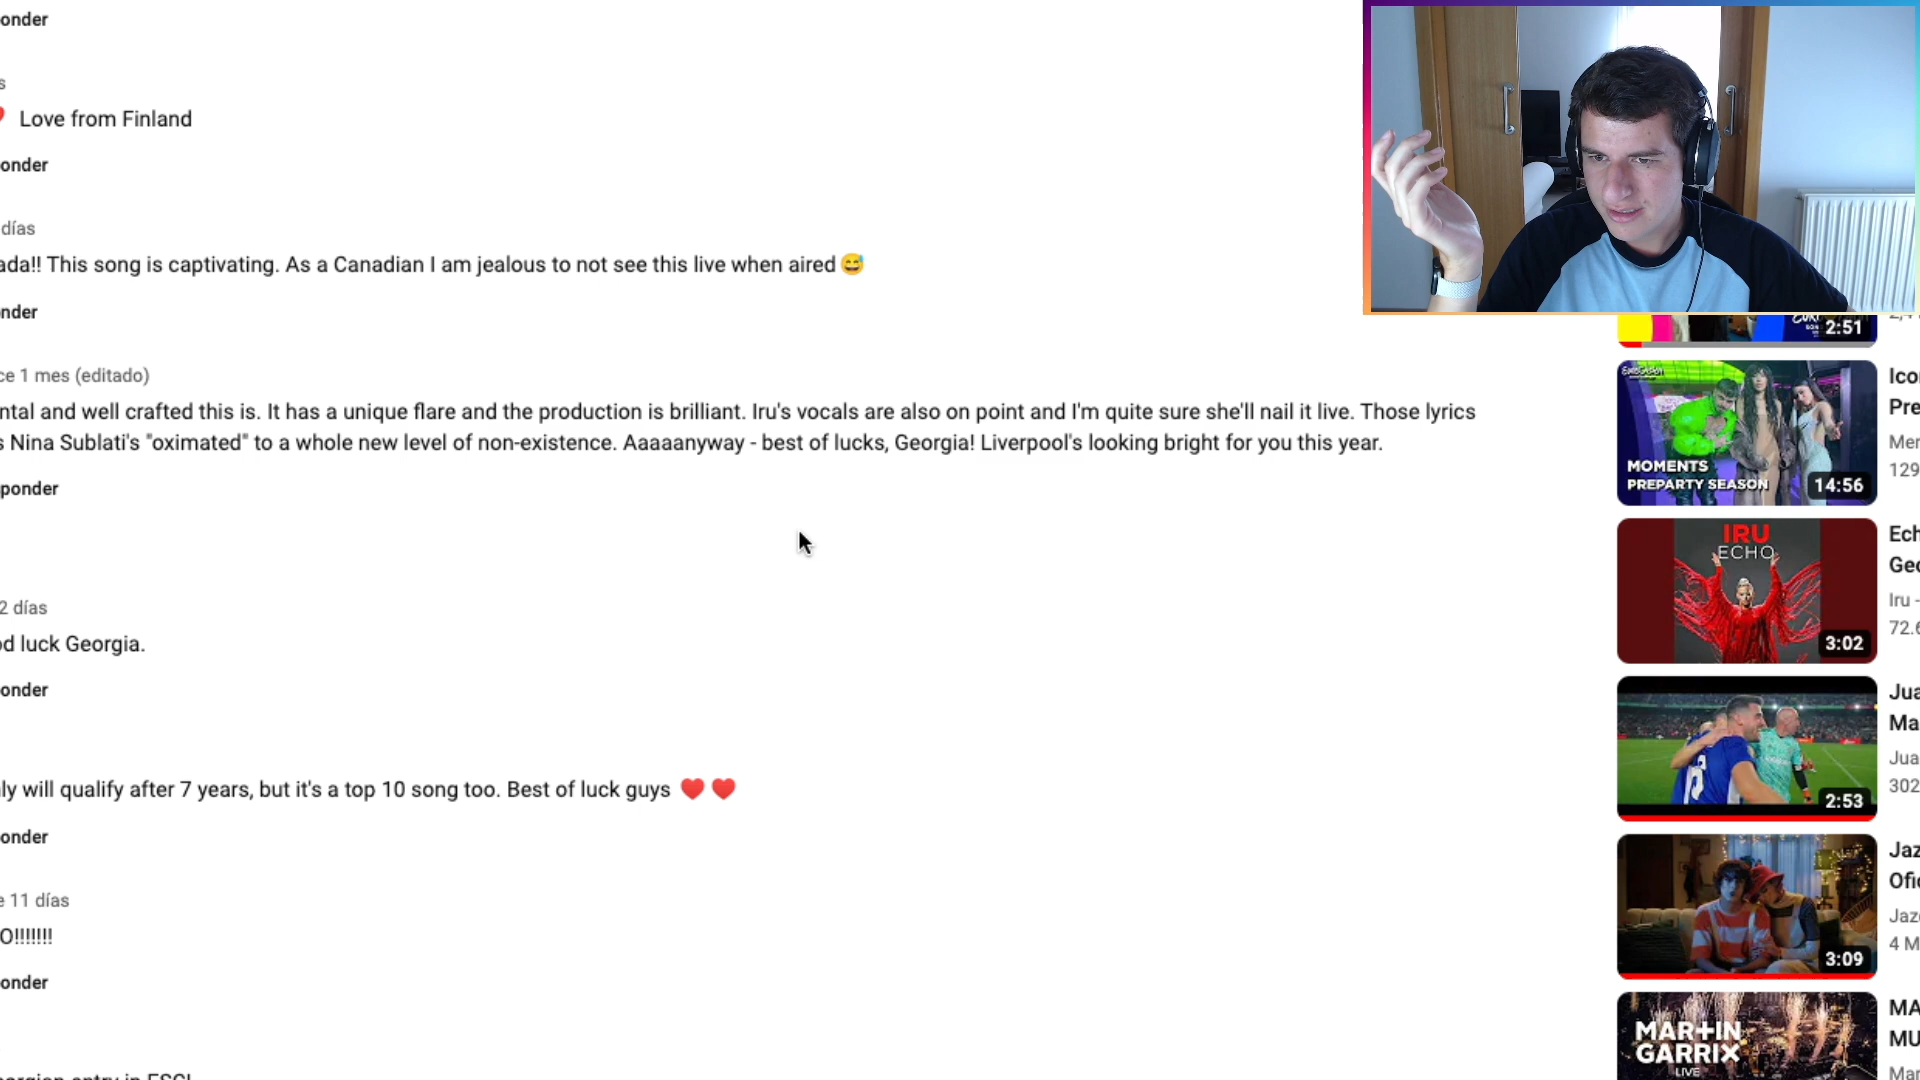 onder
s
Love from Finland
onder
días
ada!! This song is captivating. As a Canadian I am jealous to not see this live when aired😅
nder
ce 1 mes (editado)
ntal and well crafted this is. It has a unique flare and the production is brilliant. Iru's vocals are also on point and I'm quite sure she'll nail it live. Those lyrics
s Nina Sublati's "oximated" to a whole new level of non-existence. Aaaaanyway - best of lucks, Georgia! Liverpool's looking bright for you this year.
ponder
2 días
od luck Georgia.
onder
ly will qualify after 7 years, but it's a top 10 song too. Best of luck guys ❤️❤️
onder
e 11 días
O!!!!!!!
onder
2:51
MOMENTS
PREPARTY SEASON
14:56
Ico
Pre
Mer
129
IRU
ECHO
3:02
Ech
Geo
Iru -
72.6
2:53
Jua
Ma
Jua
302
3:09
Jaz
Ofic
Jaz
4 M
MARTIN
GARRIX
LIVE
MA
MU
Mar